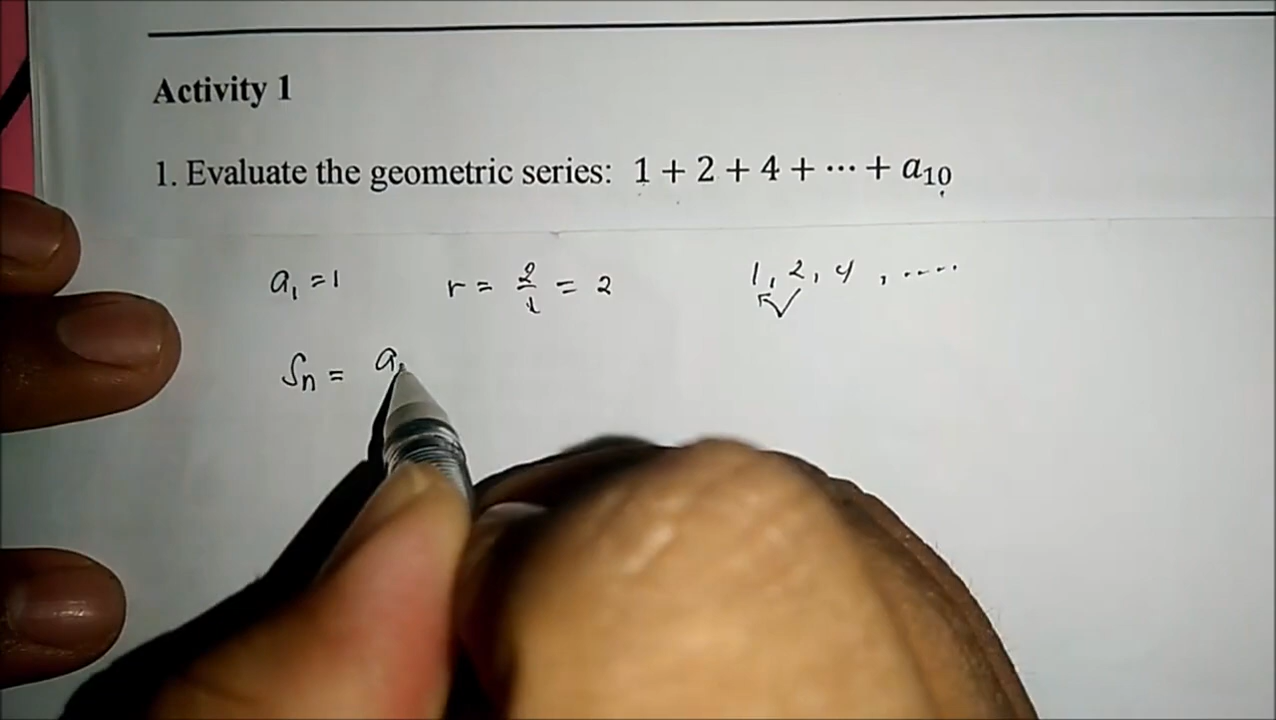 Activity 1
1. Evaluate the geometric series: 1 + 2 + 4 + ⋯ + a₁₀
a₁ = 1 r = 2/1 = 2 1, 2, 4, ....
Sn = a